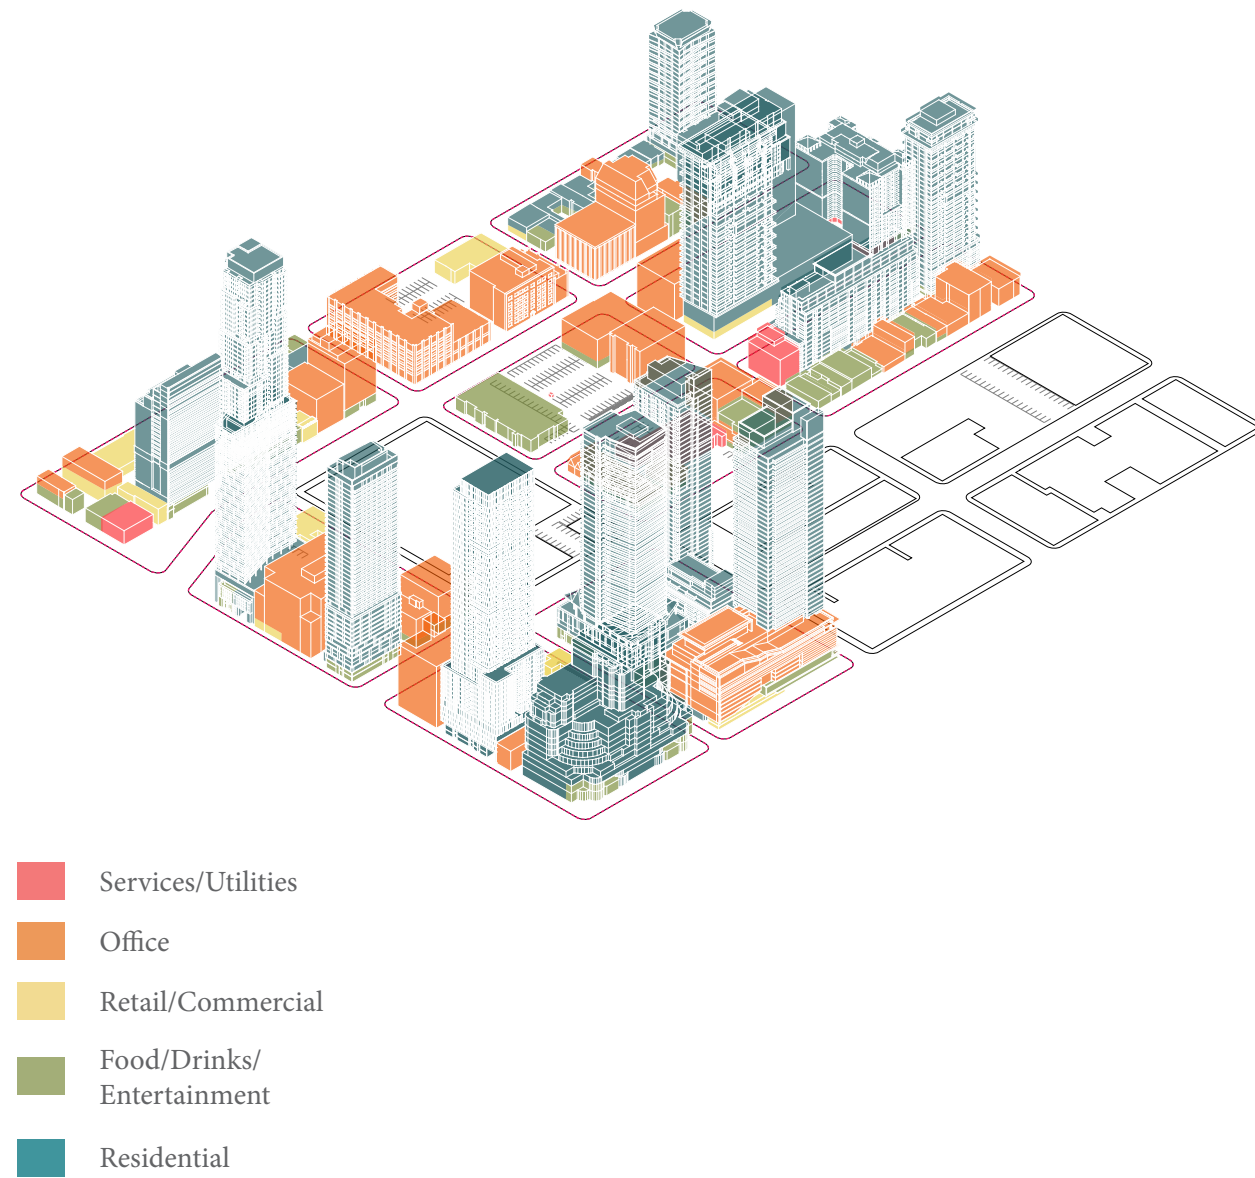 Services/Utilities
Office
Retail/Commercial
Food/Drinks/
Entertainment
Residential